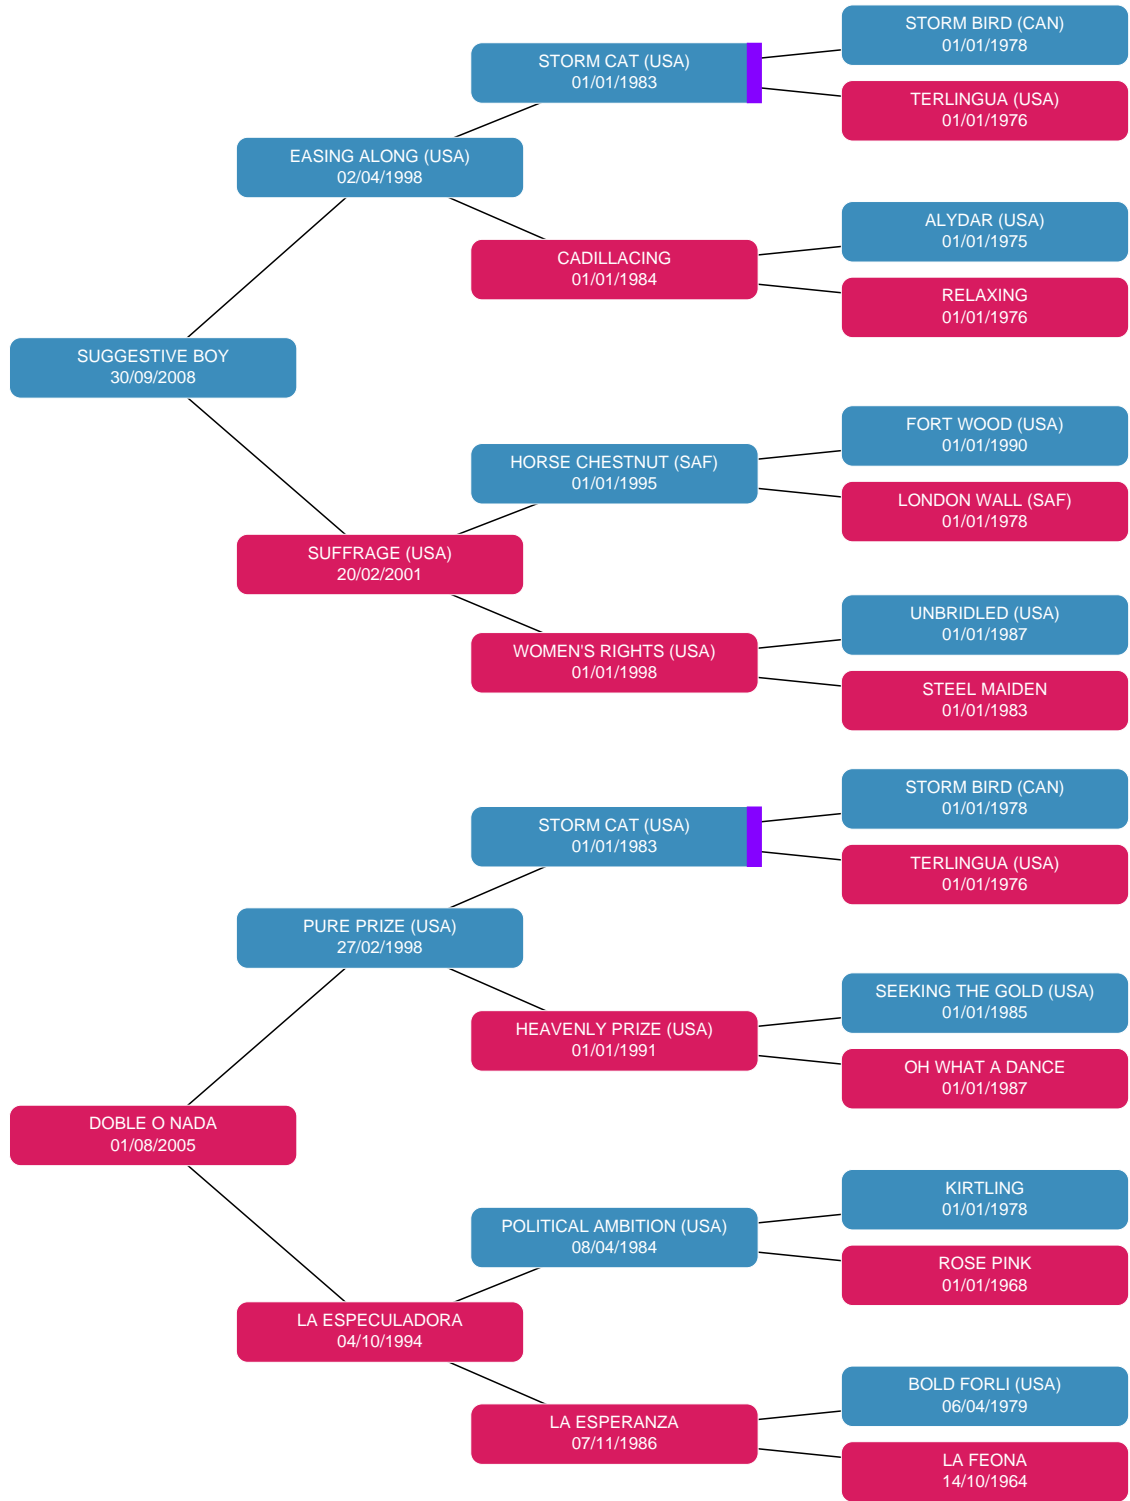 STORM BIRD (CAN)
01/01/1978
STORM CAT (USA)
01/01/1983
TERLINGUA (USA)
01/01/1976
EASING ALONG (USA)
02/04/1998
ALYDAR (USA)
01/01/1975
CADILLACING
01/01/1984
RELAXING
01/01/1976
SUGGESTIVE BOY
30/09/2008
FORT WOOD (USA)
01/01/1990
HORSE CHESTNUT (SAF)
01/01/1995
LONDON WALL (SAF)
01/01/1978
SUFFRAGE (USA)
20/02/2001
UNBRIDLED (USA)
01/01/1987
WOMEN'S RIGHTS (USA)
01/01/1998
STEEL MAIDEN
01/01/1983
STORM BIRD (CAN)
01/01/1978
STORM CAT (USA)
01/01/1983
TERLINGUA (USA)
01/01/1976
PURE PRIZE (USA)
27/02/1998
SEEKING THE GOLD (USA)
01/01/1985
HEAVENLY PRIZE (USA)
01/01/1991
OH WHAT A DANCE
01/01/1987
DOBLE O NADA
01/08/2005
KIRTLING
01/01/1978
POLITICAL AMBITION (USA)
08/04/1984
ROSE PINK
01/01/1968
LA ESPECULADORA
04/10/1994
BOLD FORLI (USA)
06/04/1979
LA ESPERANZA
07/11/1986
LA FEONA
14/10/1964